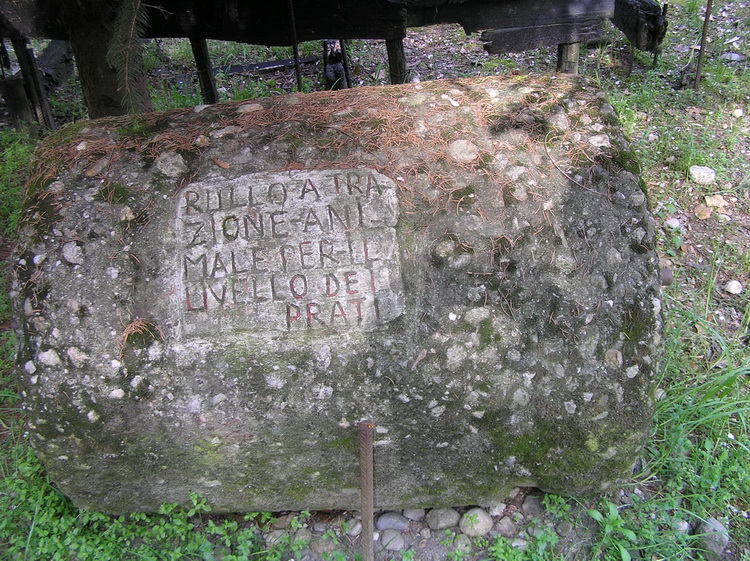 RULLO A TRA
ZIONE-ANI
MALE PER-IL
LIVELLO DEI
PRATI